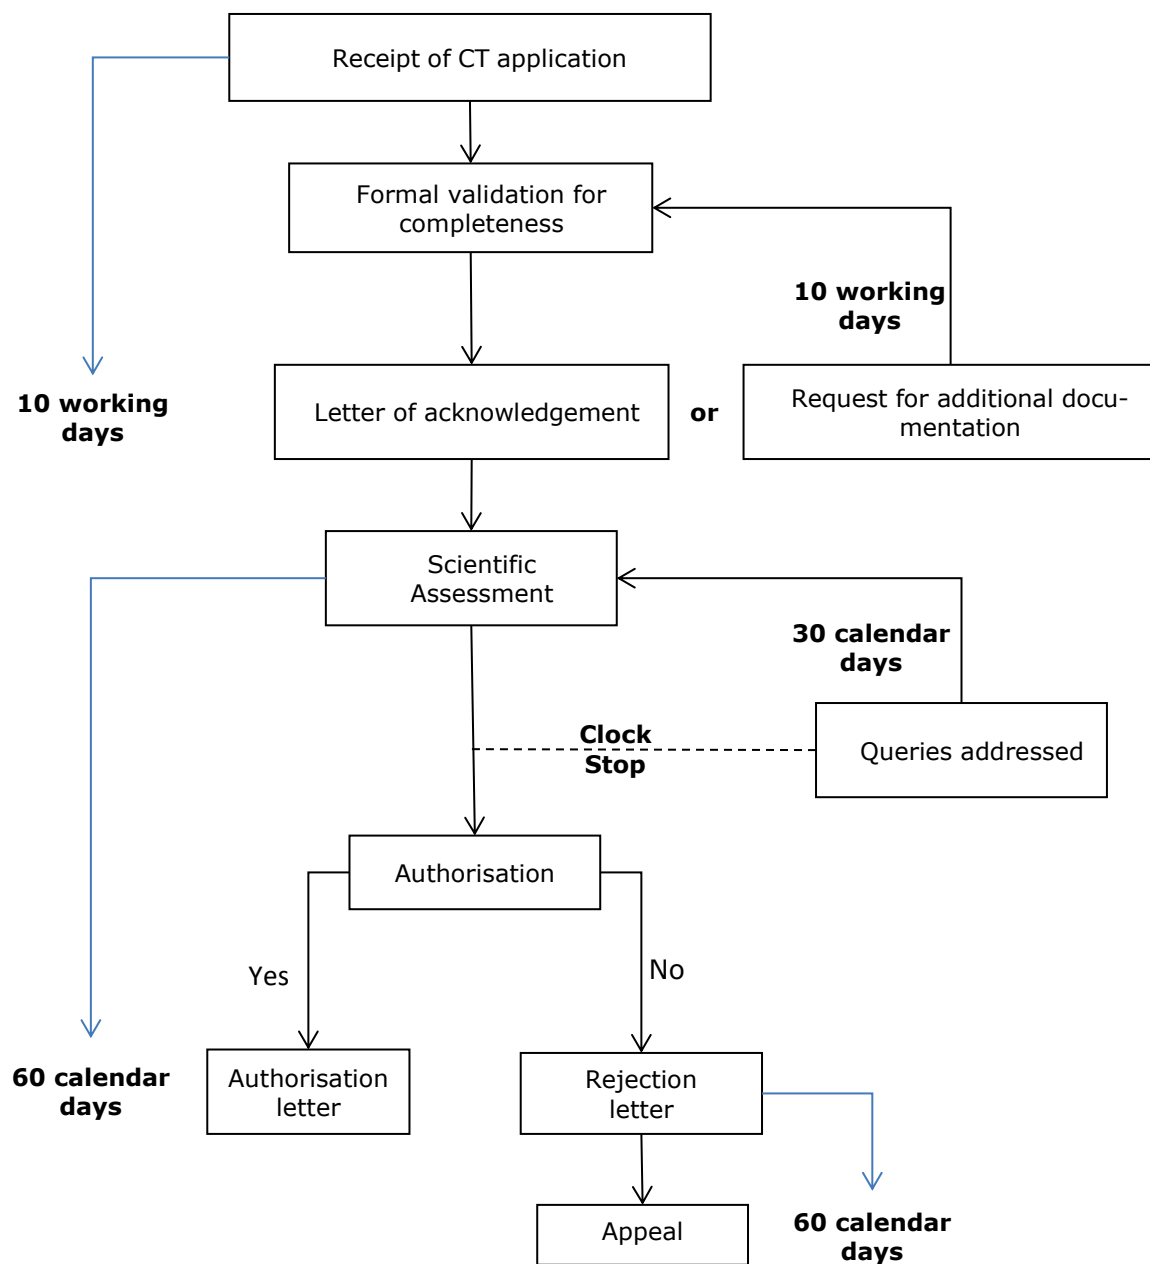 Receipt of CT application
Formal validation for
completeness
10 working
days
10 working
days
Letter of acknowledgement
or
Request for additional docu-
mentation
Scientific
Assessment
30 calendar
days
Clock
Stop
Queries addressed
Authorisation
Yes
No
60 calendar
days
Authorisation
letter
Rejection
letter
Appeal
60 calendar
days